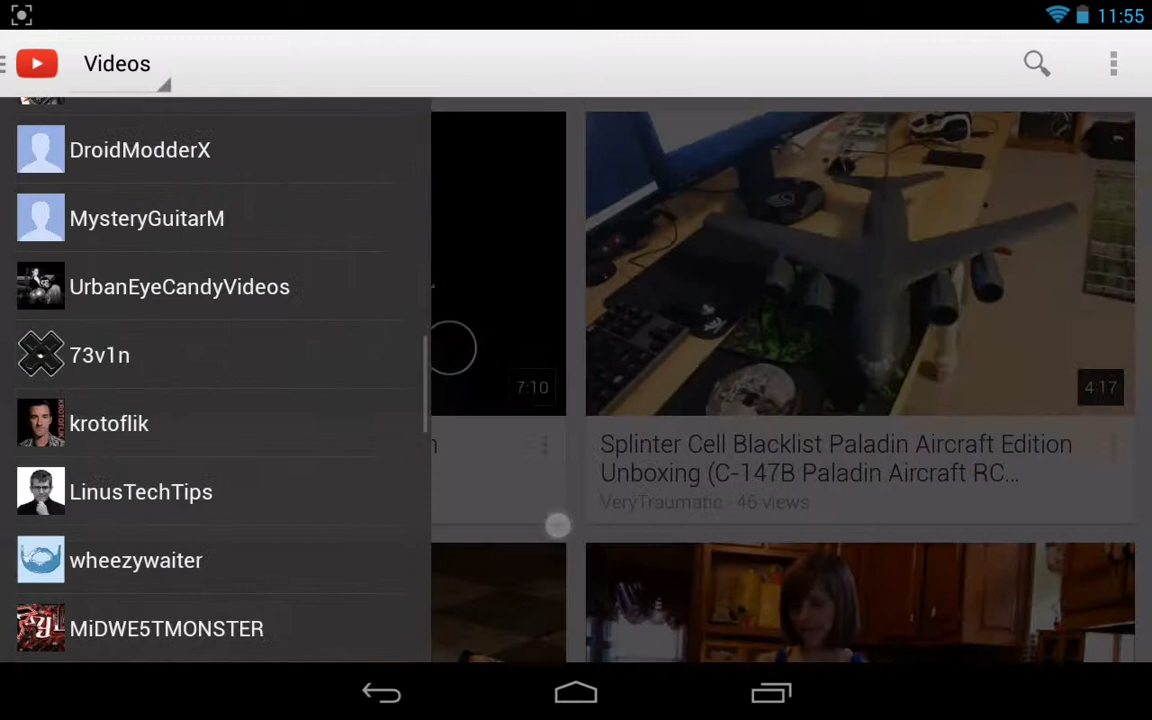 11:55
Videos
DroidModderX
MysteryGuitarM
UrbanEyeCandyVideos
73v1n
krotoflik
LinusTechTips
wheezywaiter
MiDWE5TMONSTER
7:10
4:17
Splinter Cell Blacklist Paladin Aircraft Edition
Unboxing (C-147B Paladin Aircraft RC...
VeryTraumatic · 46 views